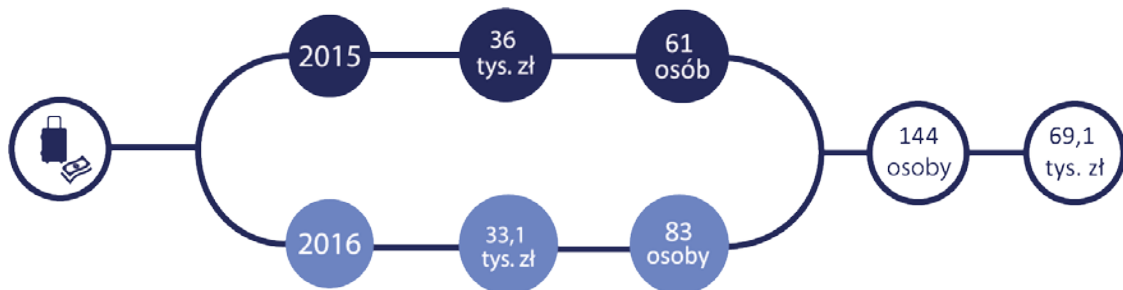 2015
36
tys. zł
61
osób
2016
33,1
tys. zł
83
osoby
144
osoby
69,1
tys. zł